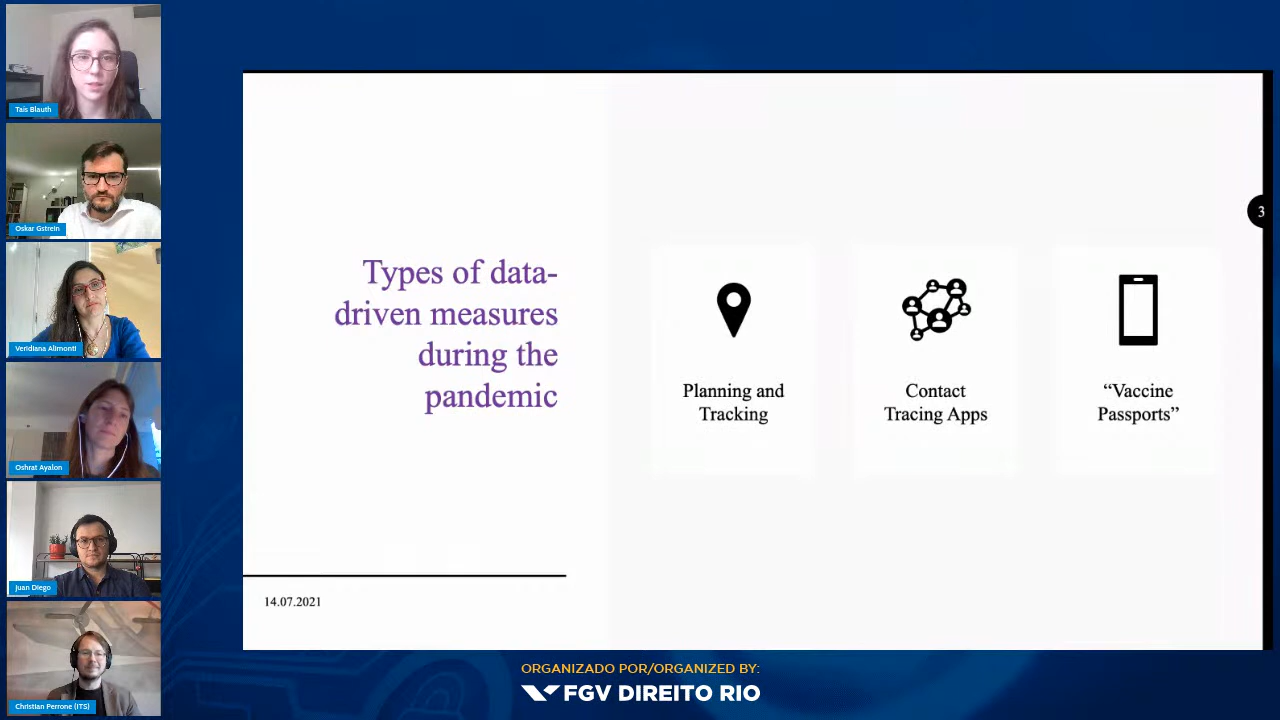 Tais Blauth
Oskar Gstrein
Veridiana Alimonti
Oshrat Ayalon
Juan Diego
Christian Perrone (ITS)
Types of data-
driven measures
during the
pandemic
14.07.2021
Planning and
Tracking
Contact
Tracing Apps
“Vaccine
Passports”
3
ORGANIZADO POR/ORGANIZED BY:
FGV DIREITO RIO